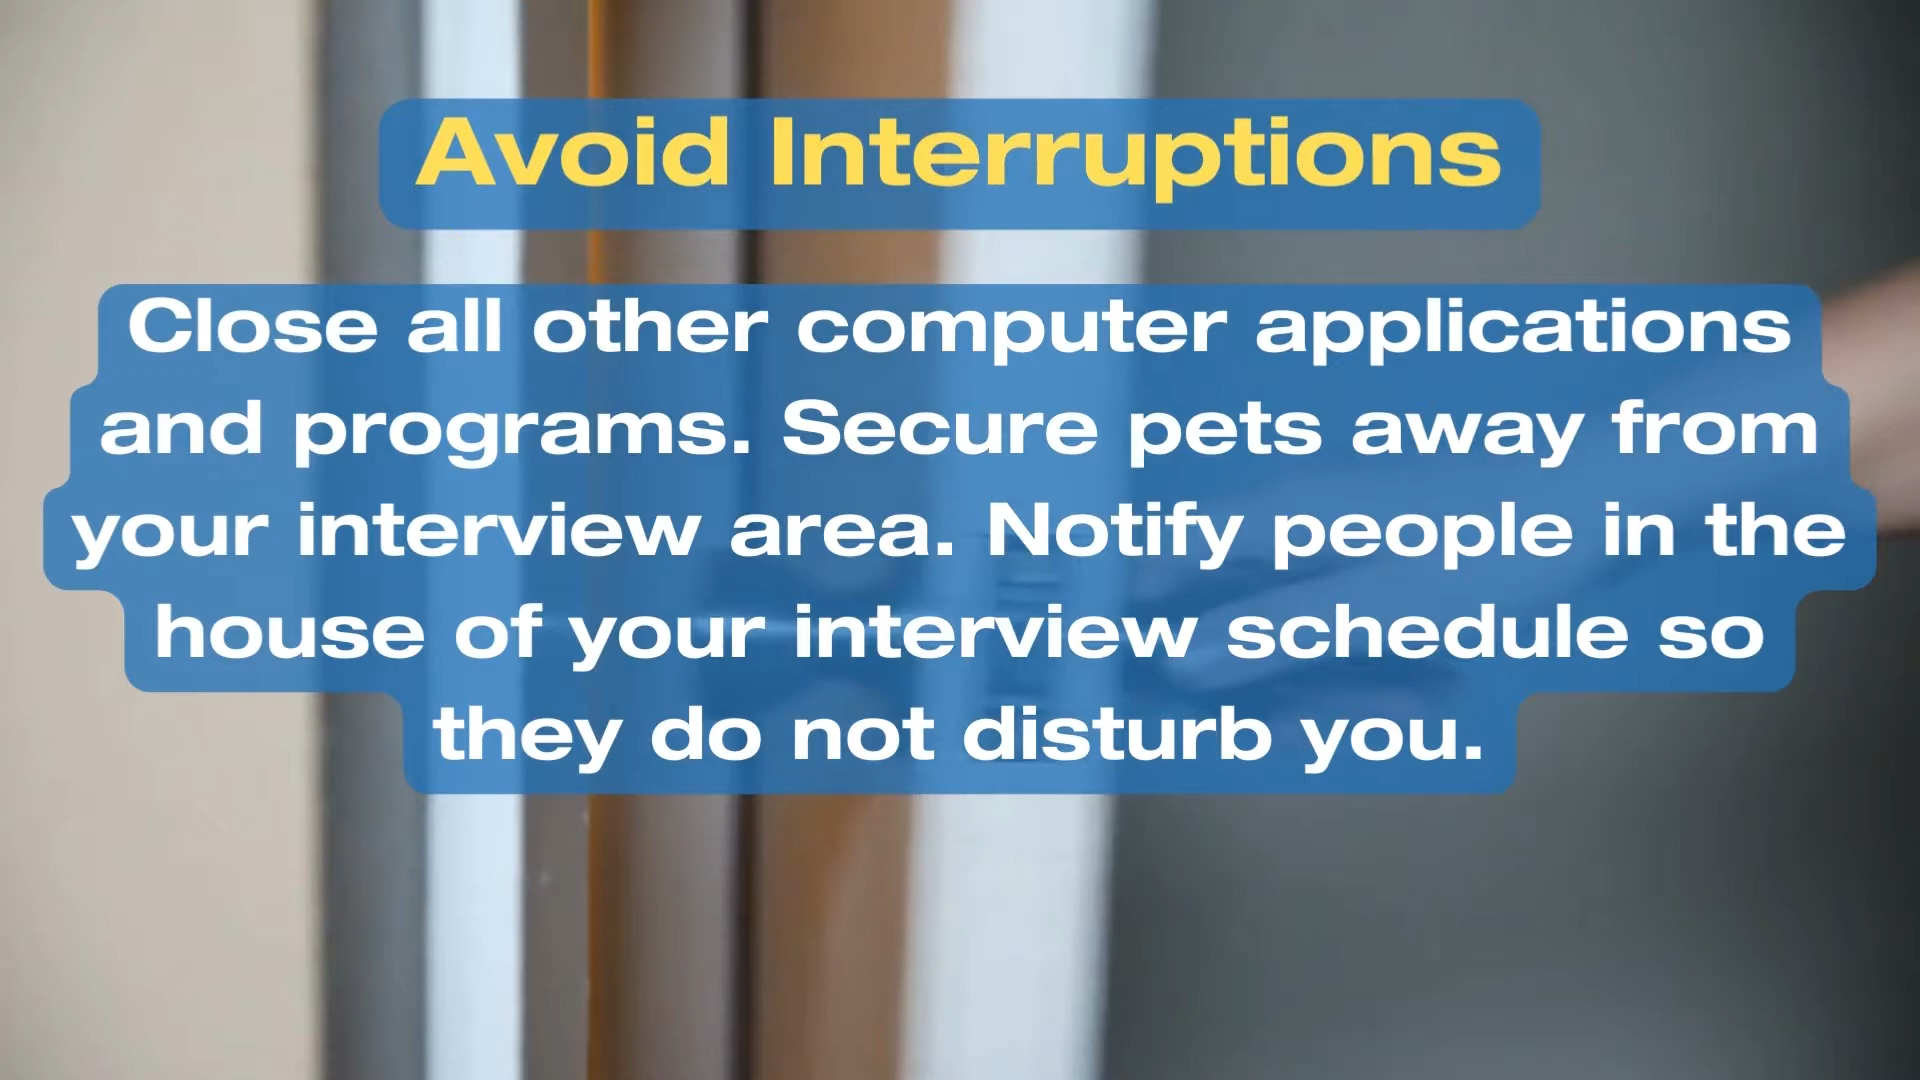 Avoid Interruptions
Close all other computer applications
and programs. Secure pets away from
your interview area. Notify people in the
house of your interview schedule so
they do not disturb you.